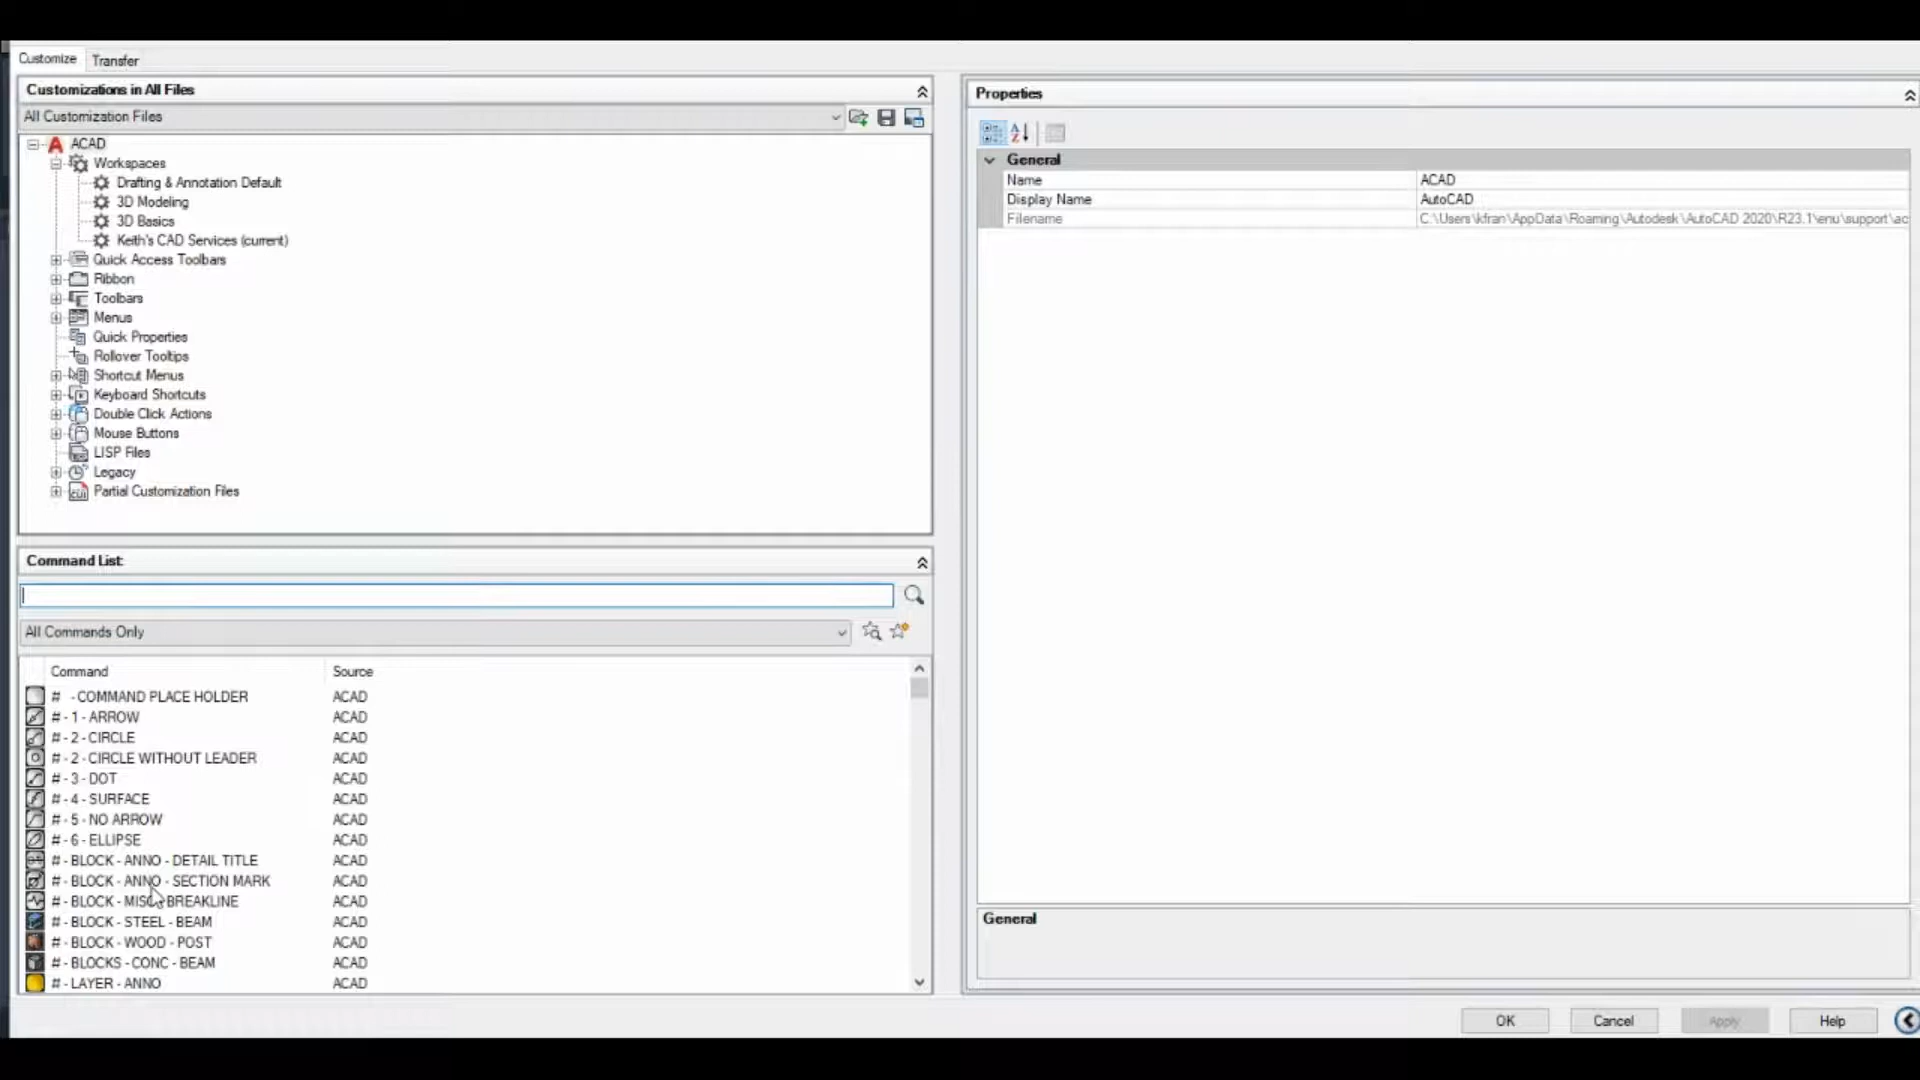 Customize Transfer
Customizations in All Files
All Customization Files
ACAD
Workspaces
Drafting & Annotation Default
3D Modeling
3D Basics
Keith's CAD Services (current)
Quick Access Toolbars
Ribbon
Toolbars
Menus
Quick Properties
Rollover Tooltips
Shortcut Menus
Keyboard Shortcuts
Double Click Actions
Mouse Buttons
LISP Files
Legacy
Partial Customization Files
Command List:
All Commands Only
Command Source
# - COMMAND PLACE HOLDER ACAD
# - 1 - ARROW ACAD
# - 2 - CIRCLE ACAD
# - 2 - CIRCLE WITHOUT LEADER ACAD
# - 3 - DOT ACAD
# - 4 - SURFACE ACAD
# - 5 - NO ARROW ACAD
# - 6 - ELLIPSE ACAD
# - BLOCK - ANNO - DETAIL TITLE ACAD
# - BLOCK - ANNO - SECTION MARK ACAD
# - BLOCK - MISC - BREAKLINE ACAD
# - BLOCK - STEEL - BEAM ACAD
# - BLOCK - WOOD - POST ACAD
# - BLOCKS - CONC - BEAM ACAD
# - LAYER - ANNO ACAD
Properties
General
Name ACAD
Display Name AutoCAD
Filename C:\Users\kfran\AppData\Roaming\Autodesk\AutoCAD 2020\R23.1\enu\support\ac
General
OK Cancel Apply Help